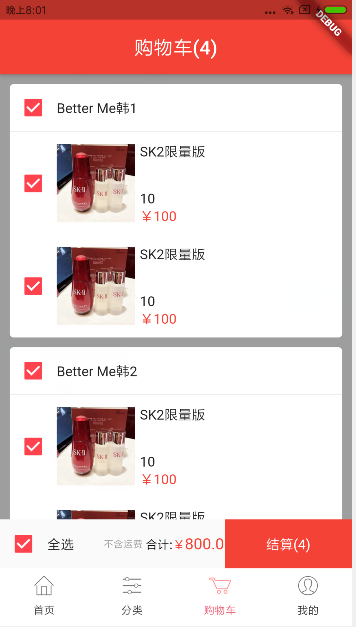 晚上8:01
DEBUG
购物车(4)
Better Me韩1
SK2限量版
10
￥100
SK2限量版
10
￥100
Better Me韩2
SK2限量版
10
￥100
SK2限量版
全选
不含运费 合计:￥800.0
结算(4)
首页
分类
购物车
我的